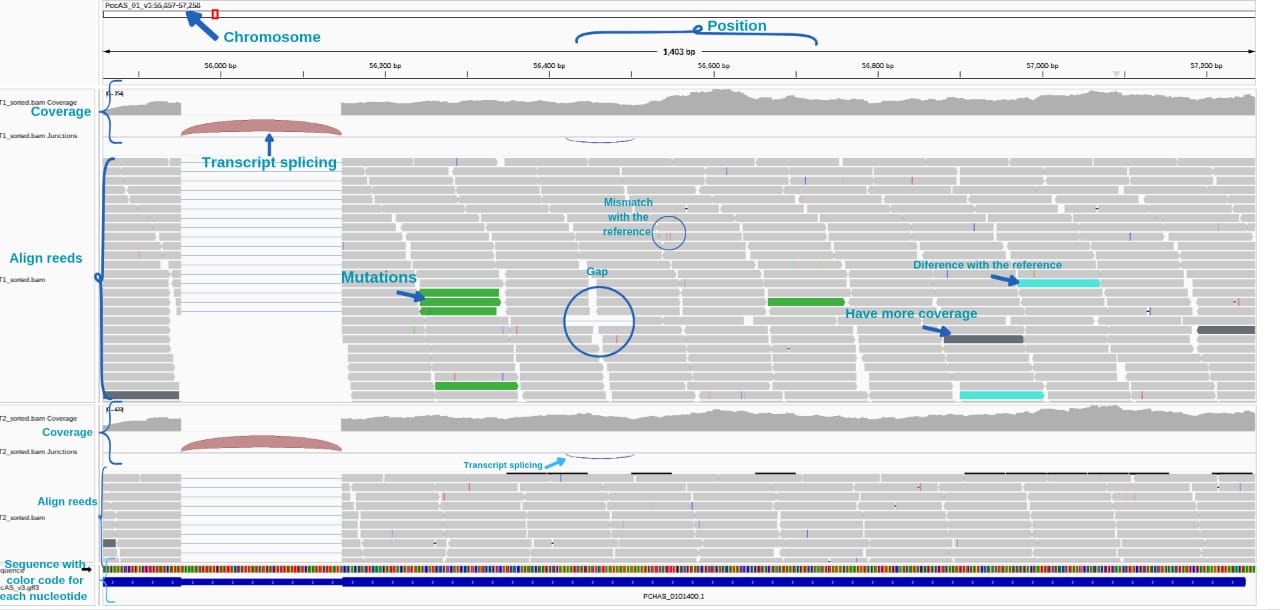 PccAS_01_v3:55,857-57,258
Chromosome
Position
1,403 bp
56,000 bp
56,200 bp
56,400 bp
56,600 bp
56,800 bp
57,000 bp
57,200 bp
T1_sorted.bam Coverage
Coverage
T1_sorted.bam Junctions
Transcript splicing
Mismatch
with the
reference
Align reeds
T1_sorted.bam
Mutations
Gap
Diference with the reference
Have more coverage
T2_sorted.bam Coverage
Coverage
T2_sorted.bam Junctions
Transcript splicing
Align reeds
T2_sorted.bam
Sequence with
color code for
each nucleotide
quence
cAS_v3.gff3
PCHAS_0101400.1